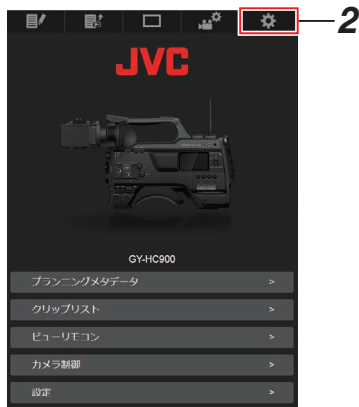 2
JVC
GY-HC900
プランニングメタデータ >
クリップリスト >
ビューリモコン >
カメラ制御 >
設定 >